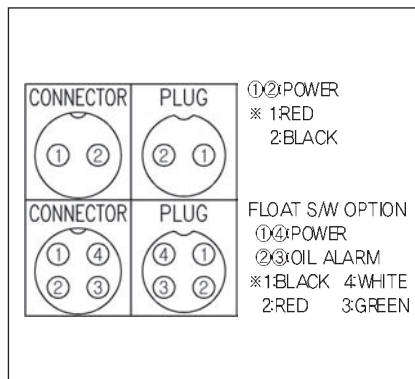 CONNECTOR PLUG ①②:POWER
※ 1:RED
① ② ② ① 2:BLACK
CONNECTOR PLUG FLOAT S/W OPTION
① ④ ④ ① ①④:POWER
②③:OIL ALARM
② ③ ③ ② ※1:BLACK 4:WHITE
2:RED 3:GREEN